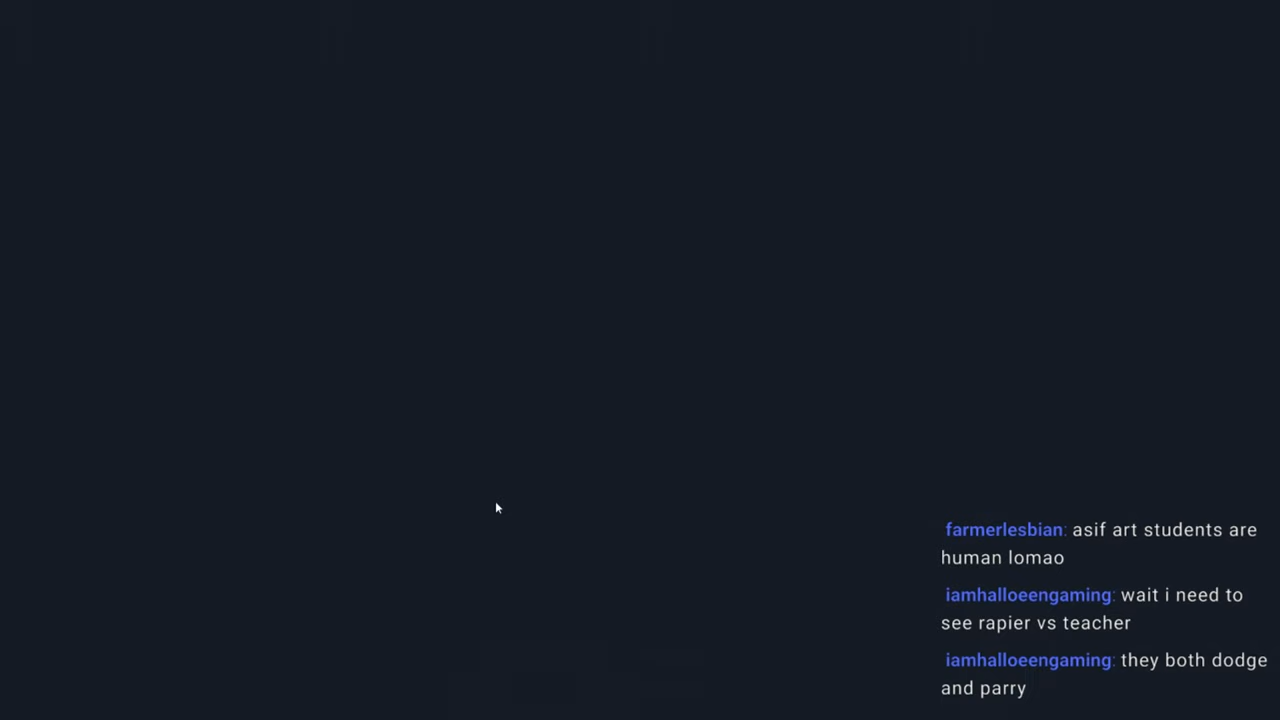 farmerlesbian: asif art students are
human lomao
iamhalloeengaming: wait i need to
see rapier vs teacher
iamhalloeengaming: they both dodge
and parry